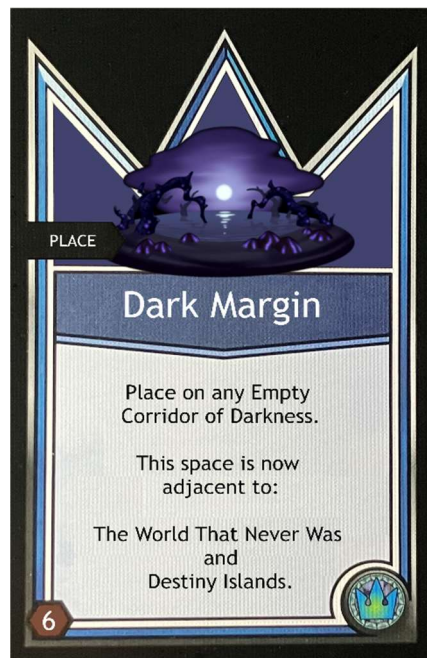 PLACE
Dark Margin
Place on any Empty
Corridor of Darkness.
This space is now
adjacent to:
The World That Never Was
and
Destiny Islands.
6